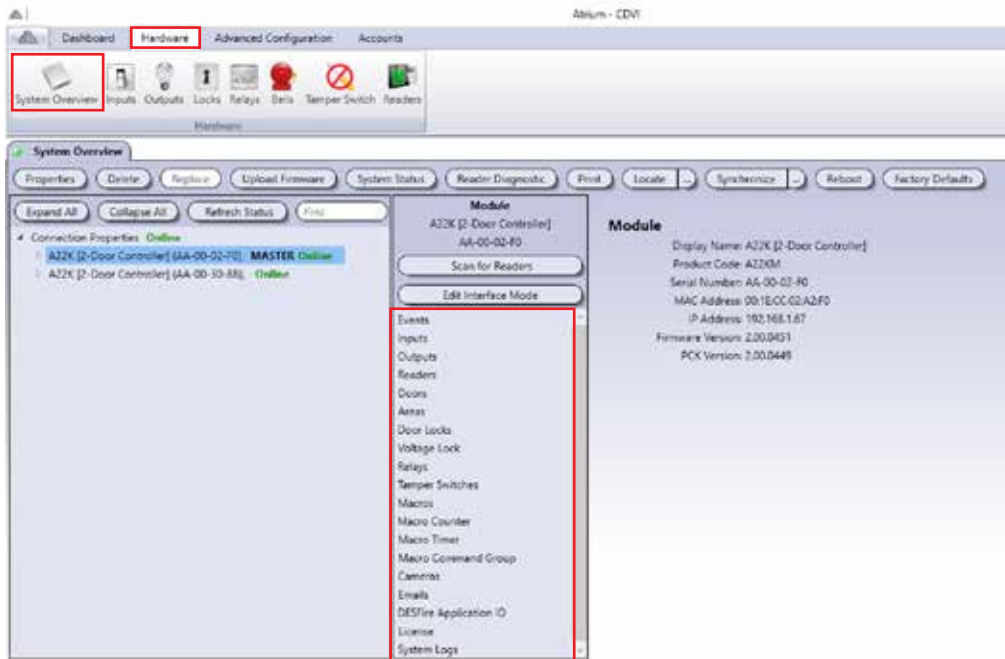 Atrium - CDVI
Dashboard Hardware Advanced Configuration Accounts
System Overview Inputs Outputs Locks Relays Bells Tamper Switch Readers
Hardware
System Overview
Properties Delete Replace Upload Firmware System Status Reader Diagnostic Print Locate ... Synchronize ... Reboot Factory Defaults
Expand All Collapse All Refresh Status Find
Connection Properties Online
A22K [2-Door Controller] (AA-00-02-F0), MASTER Online
A22K [2-Door Controller] (AA-00-30-8B), Online
Module
A22K [2-Door Controller]
AA-00-02-F0
Scan for Readers
Edit Interface Mode
Events
Inputs
Outputs
Readers
Doors
Areas
Door Locks
Voltage Lock
Relays
Tamper Switches
Macros
Macro Counter
Macro Timer
Macro Command Group
Cameras
Emails
DESFire Application ID
License
System Logs
Module
Display Name: A22K [2-Door Controller]
Product Code: A22KM
Serial Number: AA-00-02-F0
MAC Address: 00:1E:CC:02:A2:F0
IP Address: 192.168.1.67
Firmware Version: 2.00.0451
PCK Version: 2.00.0449